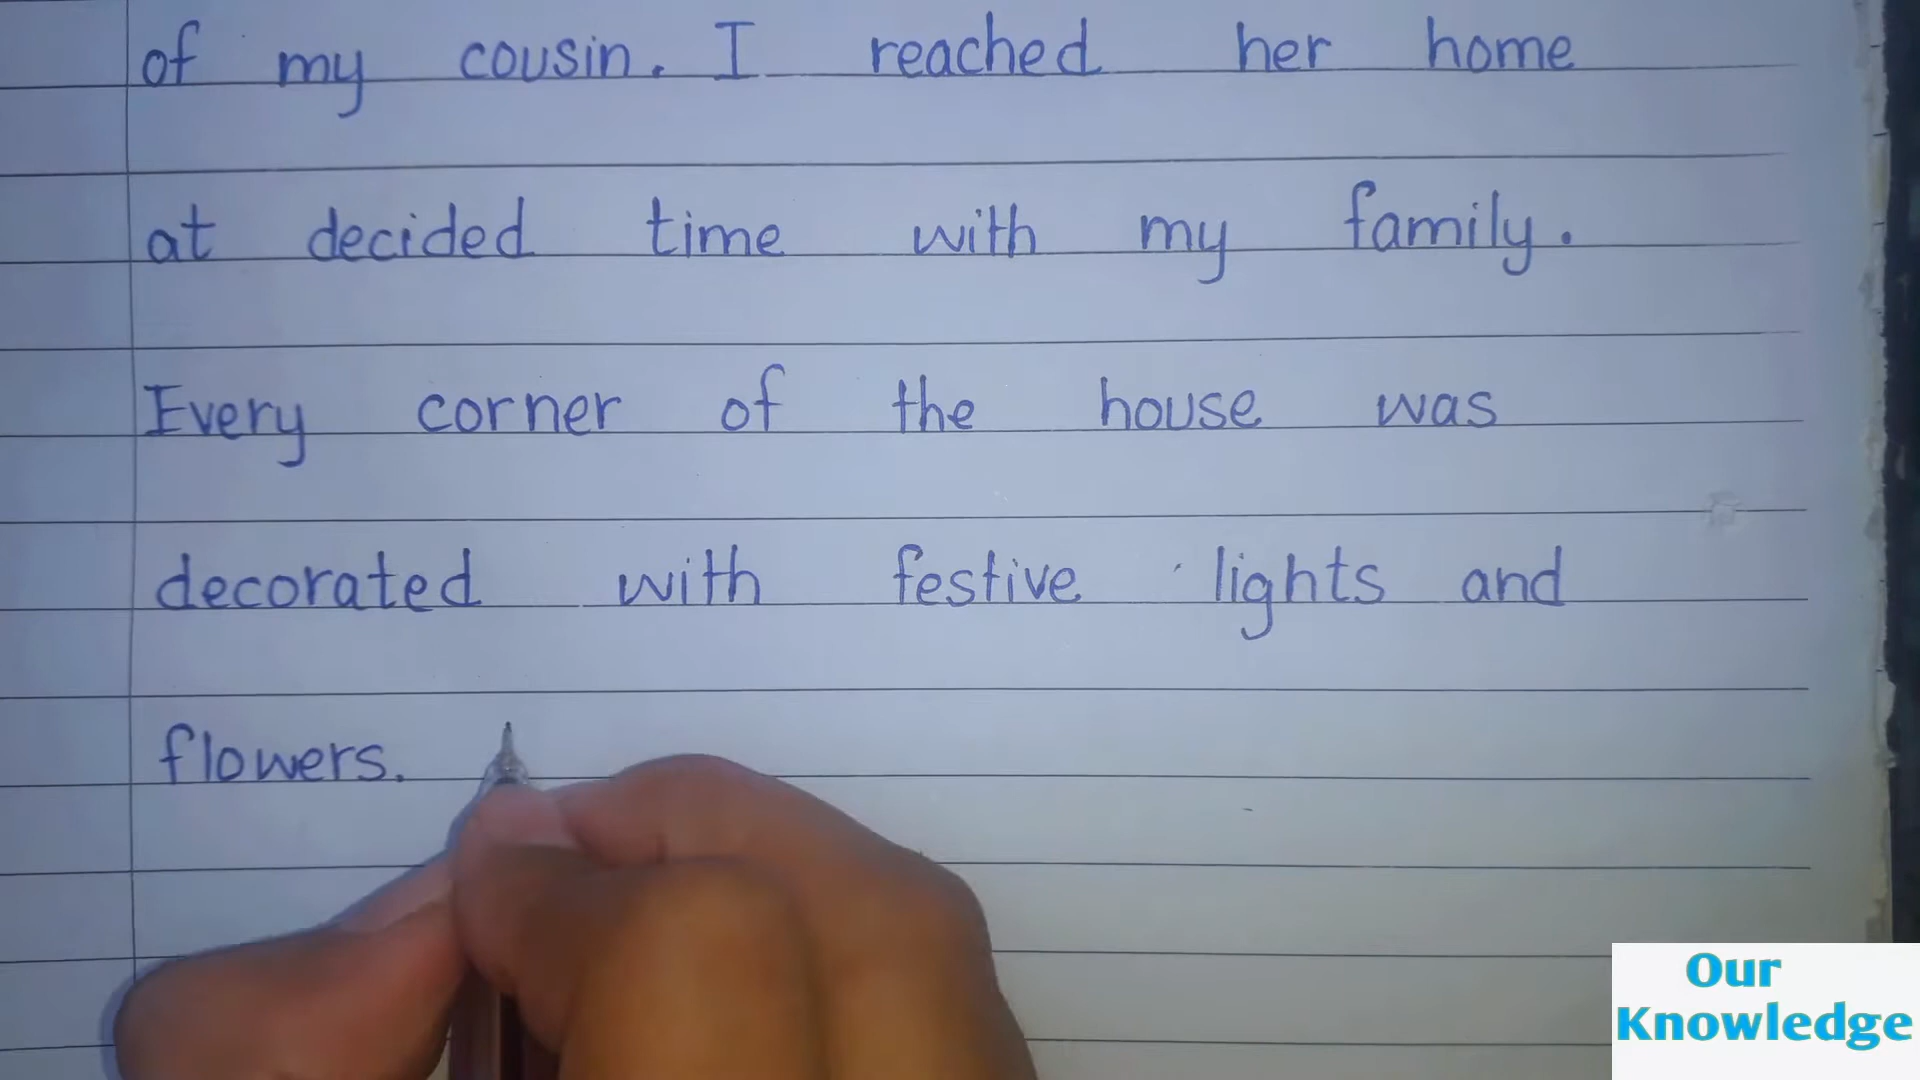 of my cousin. I reached her home
at decided time with my family.
Every corner of the house was
decorated with festive lights and
flowers.
Our
Knowledge